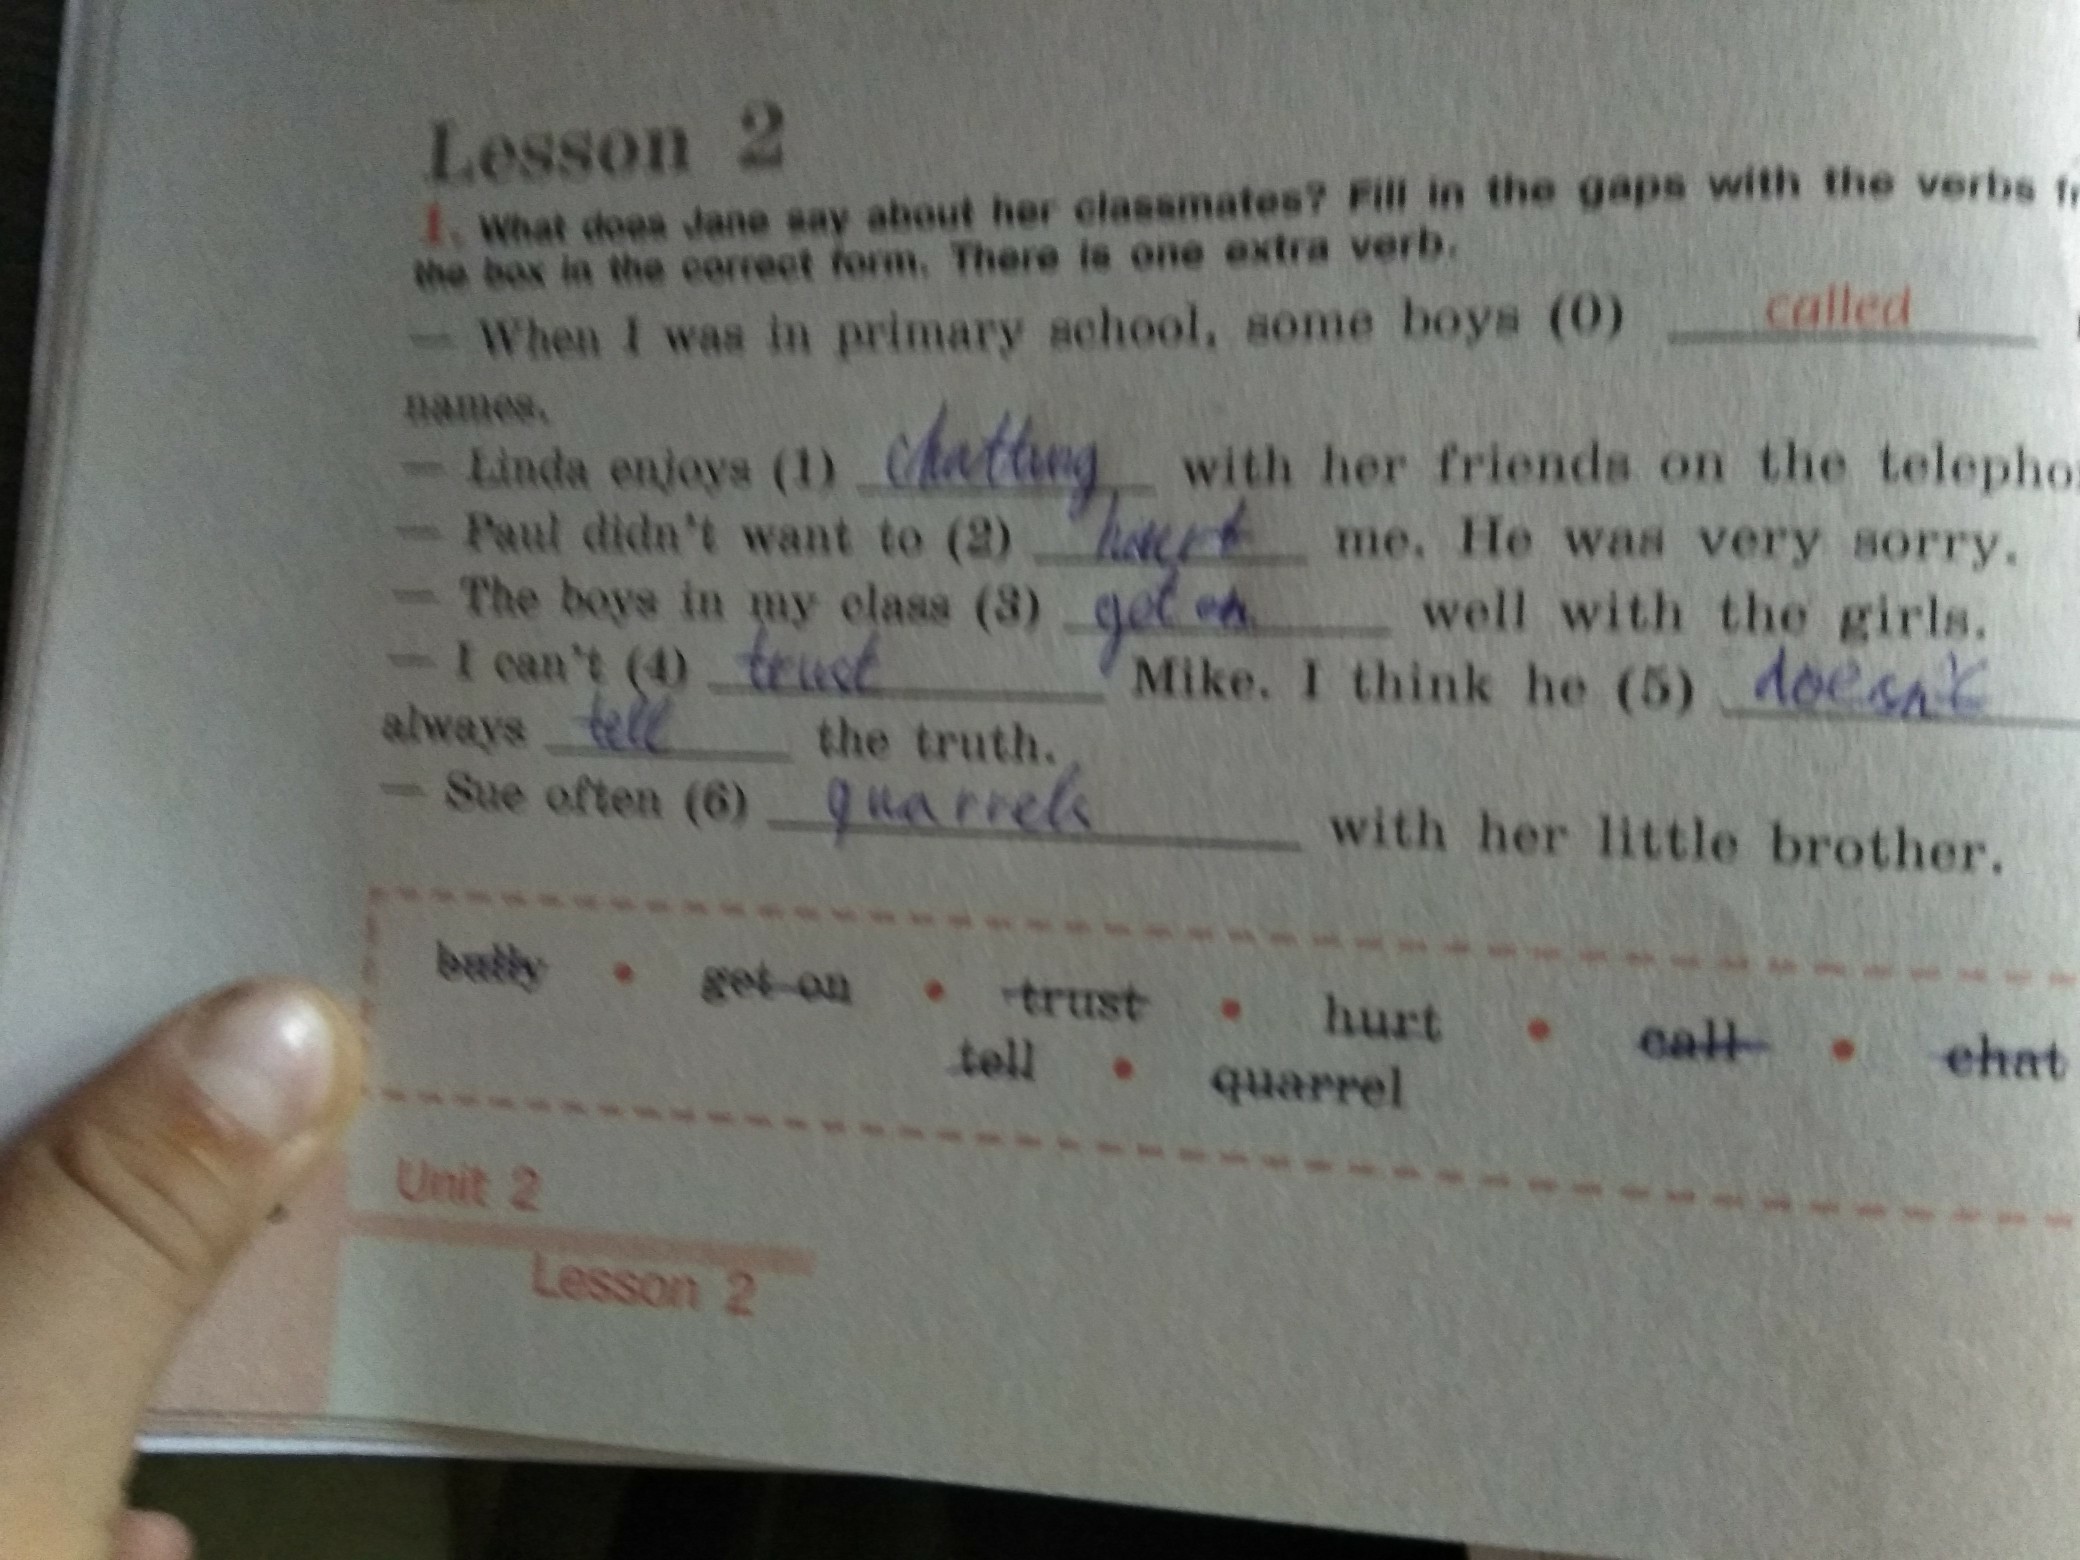 Lesson 2
1. What does Jane say about her classmates? Fill in the gaps with the verbs
the box in the correct form. There is one extra verb.
— When I was in primary school, some boys (0) called
names.
— Linda enjoys (1) chatting with her friends on the
— Paul didn't want to (2) hurt me. He was very sorry.
— The boys in my class (3) get on well with the girls.
— I can't (4) trust Mike. I think he (5) doesn't
always tell the truth.
— Sue often (6) quarrels with her little brother.
bully • get on • trust • hurt • call • chat
tell • quarrel
Unit 2
Lesson 2